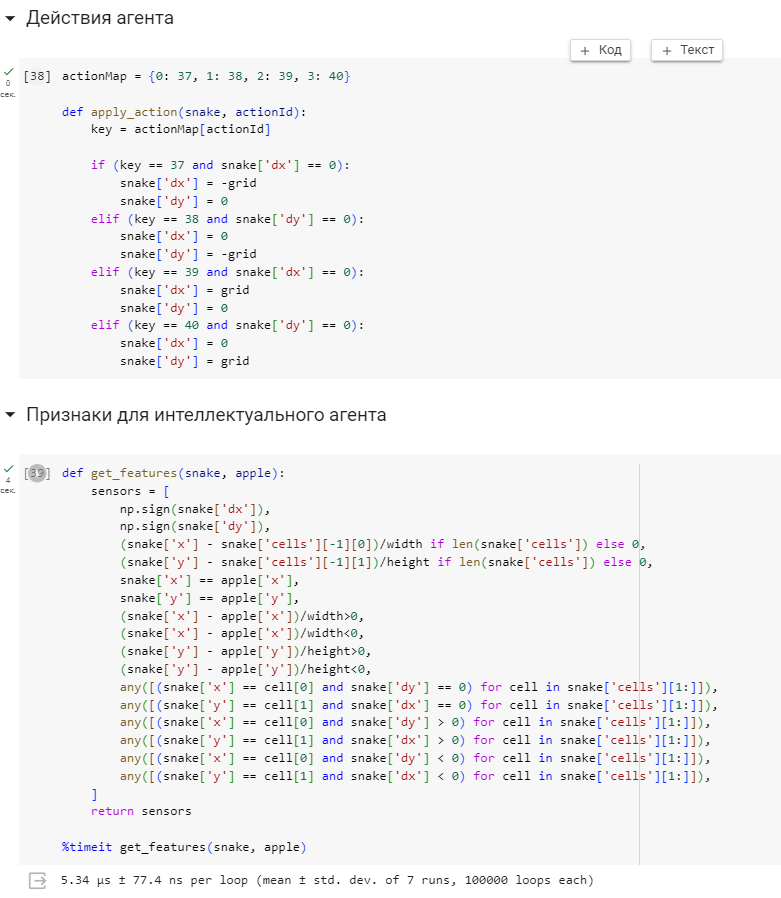 Действия агента
+ Код
+ Текст
[38] actionMap = {0: 37, 1: 38, 2: 39, 3: 40}
0
сек.
def apply_action(snake, actionId):
    key = actionMap[actionId]
    if (key == 37 and snake['dx'] == 0):
        snake['dx'] = -grid
        snake['dy'] = 0
    elif (key == 38 and snake['dy'] == 0):
        snake['dx'] = 0
        snake['dy'] = -grid
    elif (key == 39 and snake['dx'] == 0):
        snake['dx'] = grid
        snake['dy'] = 0
    elif (key == 40 and snake['dy'] == 0):
        snake['dx'] = 0
        snake['dy'] = grid
Признаки для интеллектуального агента
[39] def get_features(snake, apple):
4
сек.
    sensors = [
        np.sign(snake['dx']),
        np.sign(snake['dy']),
        (snake['x'] - snake['cells'][-1][0])/width if len(snake['cells']) else 0,
        (snake['y'] - snake['cells'][-1][1])/height if len(snake['cells']) else 0,
        snake['x'] == apple['x'],
        snake['y'] == apple['y'],
        (snake['x'] - apple['x'])/width>0,
        (snake['x'] - apple['x'])/width<0,
        (snake['y'] - apple['y'])/height>0,
        (snake['y'] - apple['y'])/height<0,
        any([(snake['x'] == cell[0] and snake['dy'] == 0) for cell in snake['cells'][1:]]),
        any([(snake['y'] == cell[1] and snake['dx'] == 0) for cell in snake['cells'][1:]]),
        any([(snake['x'] == cell[0] and snake['dy'] > 0) for cell in snake['cells'][1:]]),
        any([(snake['y'] == cell[1] and snake['dx'] > 0) for cell in snake['cells'][1:]]),
        any([(snake['x'] == cell[0] and snake['dy'] < 0) for cell in snake['cells'][1:]]),
        any([(snake['y'] == cell[1] and snake['dx'] < 0) for cell in snake['cells'][1:]]),
    ]
    return sensors
%timeit get_features(snake, apple)
5.34 µs ± 77.4 ns per loop (mean ± std. dev. of 7 runs, 100000 loops each)